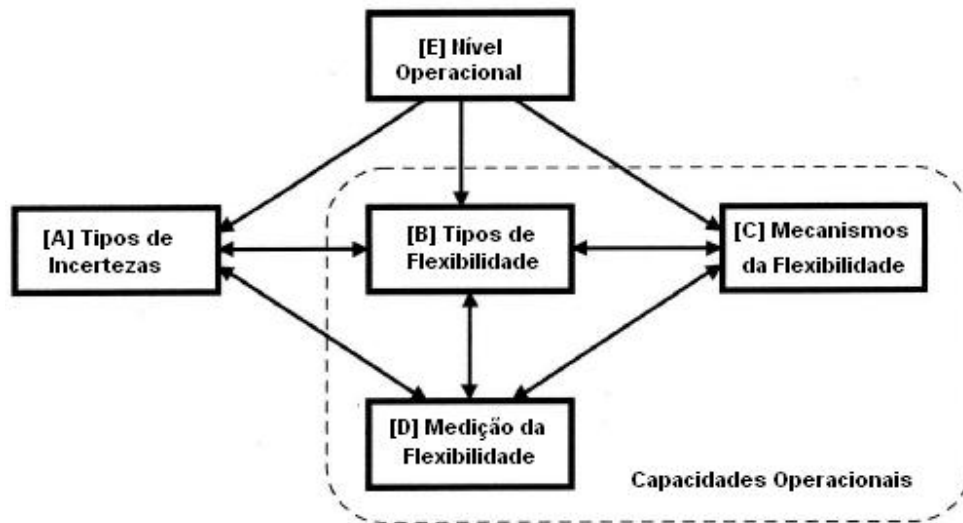 [E] Nível
Operacional
[A] Tipos de
Incertezas
[B] Tipos de
Flexibilidade
[C] Mecanismos
da Flexibilidade
[D] Medição da
Flexibilidade
Capacidades Operacionais